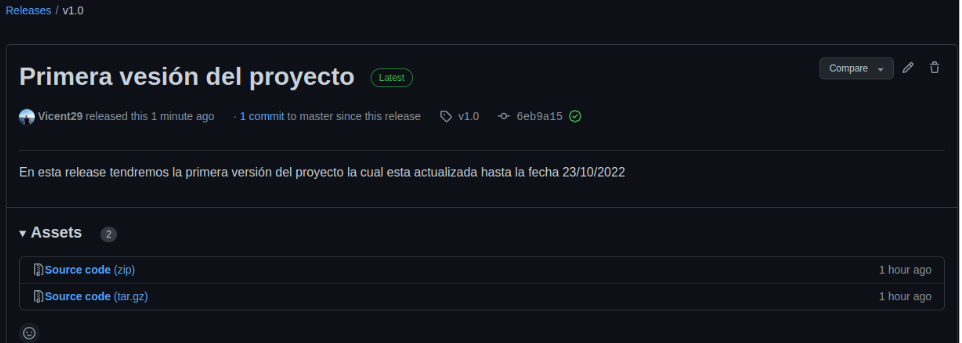 Releases / v1.0
Primera vesión del proyecto Latest Compare
Vicent29 released this 1 minute ago · 1 commit to master since this release v1.0 6eb9a15
En esta release tendremos la primera versión del proyecto la cual esta actualizada hasta la fecha 23/10/2022
Assets 2
Source code (zip) 1 hour ago
Source code (tar.gz) 1 hour ago